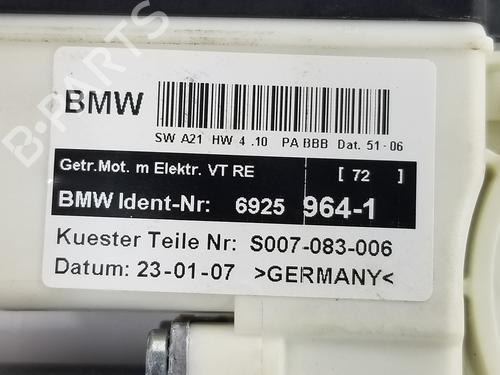 BMW
SW A21 HW 4 .10 PA BBB Dat. 51-06
Getr.Mot. m Elektr. VT RE [ 72 ]
BMW Ident-Nr: 6925 964-1
Kuester Teile Nr: S007-083-006
Datum: 23-01-07 >GERMANY<
B-PARTS